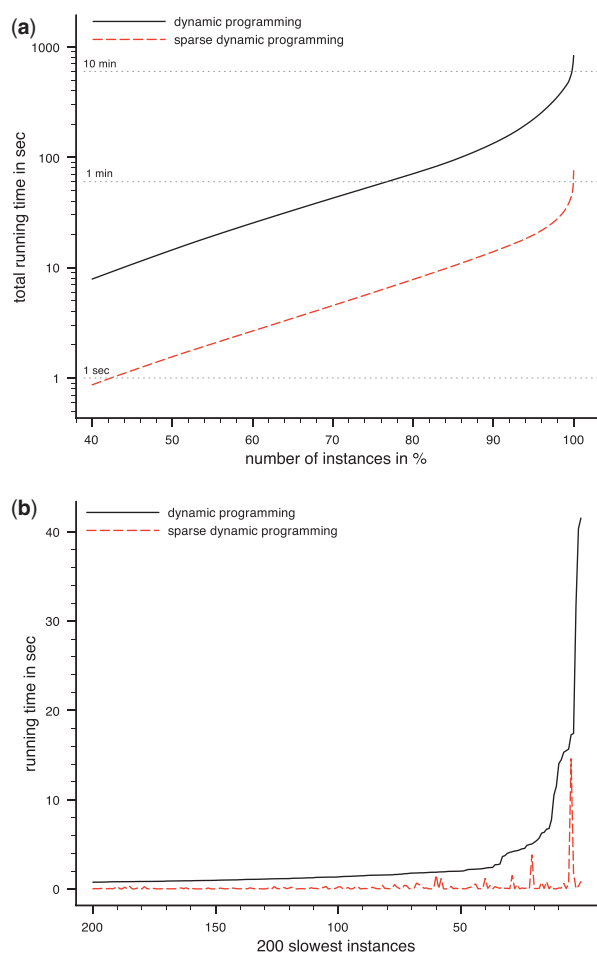 (a)
dynamic programming
sparse dynamic programming
1000
10 min
100
1 min
10
1 sec
1
total running time in sec
40 50 60 70 80 90 100
number of instances in %
(b)
dynamic programming
sparse dynamic programming
40
30
20
10
0
running time in sec
200 150 100 50
200 slowest instances